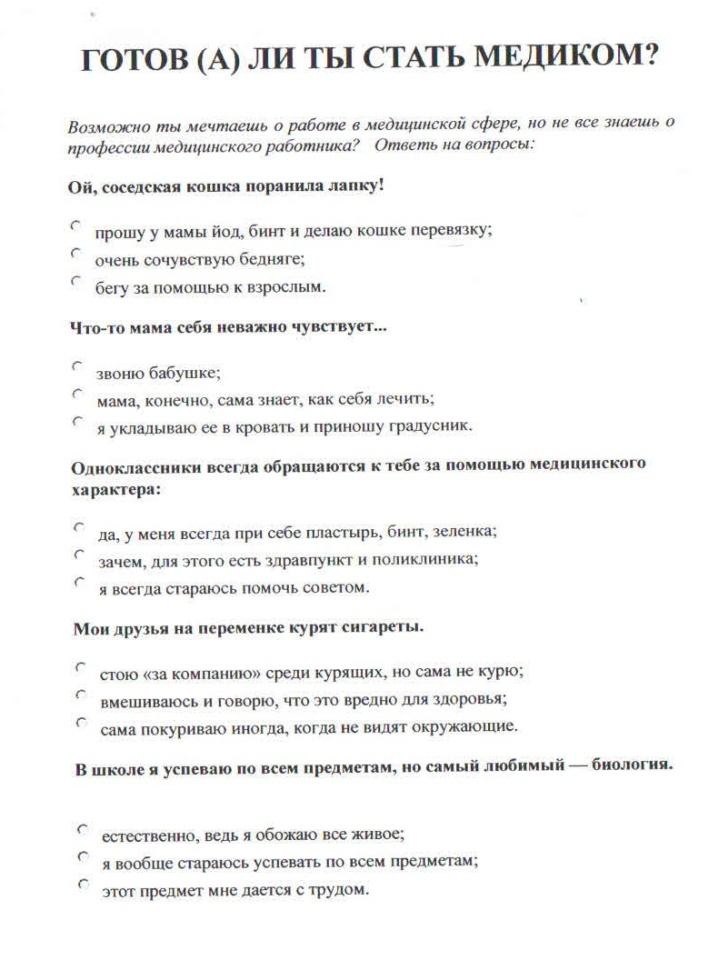 ГОТОВ (А) ЛИ ТЫ СТАТЬ МЕДИКОМ?
Возможно ты мечтаешь о работе в медицинской сфере, но не все знаешь о
профессии медицинского работника? Ответь на вопросы:
Ой, соседская кошка поранила лапку!
прошу у мамы йод, бинт и делаю кошке перевязку;
очень сочувствую бедняге;
бегу за помощью к взрослым.
Что-то мама себя неважно чувствует...
звоню бабушке;
мама, конечно, сама знает, как себя лечить;
я укладываю ее в кровать и приношу градусник.
Одноклассники всегда обращаются к тебе за помощью медицинского
характера:
да, у меня всегда при себе пластырь, бинт, зеленка;
зачем, для этого есть здравпункт и поликлиника;
я всегда стараюсь помочь советом.
Мои друзья на переменке курят сигареты.
стою «за компанию» среди курящих, но сама не курю;
вмешиваюсь и говорю, что это вредно для здоровья;
сама покуриваю иногда, когда не видят окружающие.
В школе я успеваю по всем предметам, но самый любимый — биология.
естественно, ведь я обожаю все живое;
я вообще стараюсь успевать по всем предметам;
этот предмет мне дается с трудом.